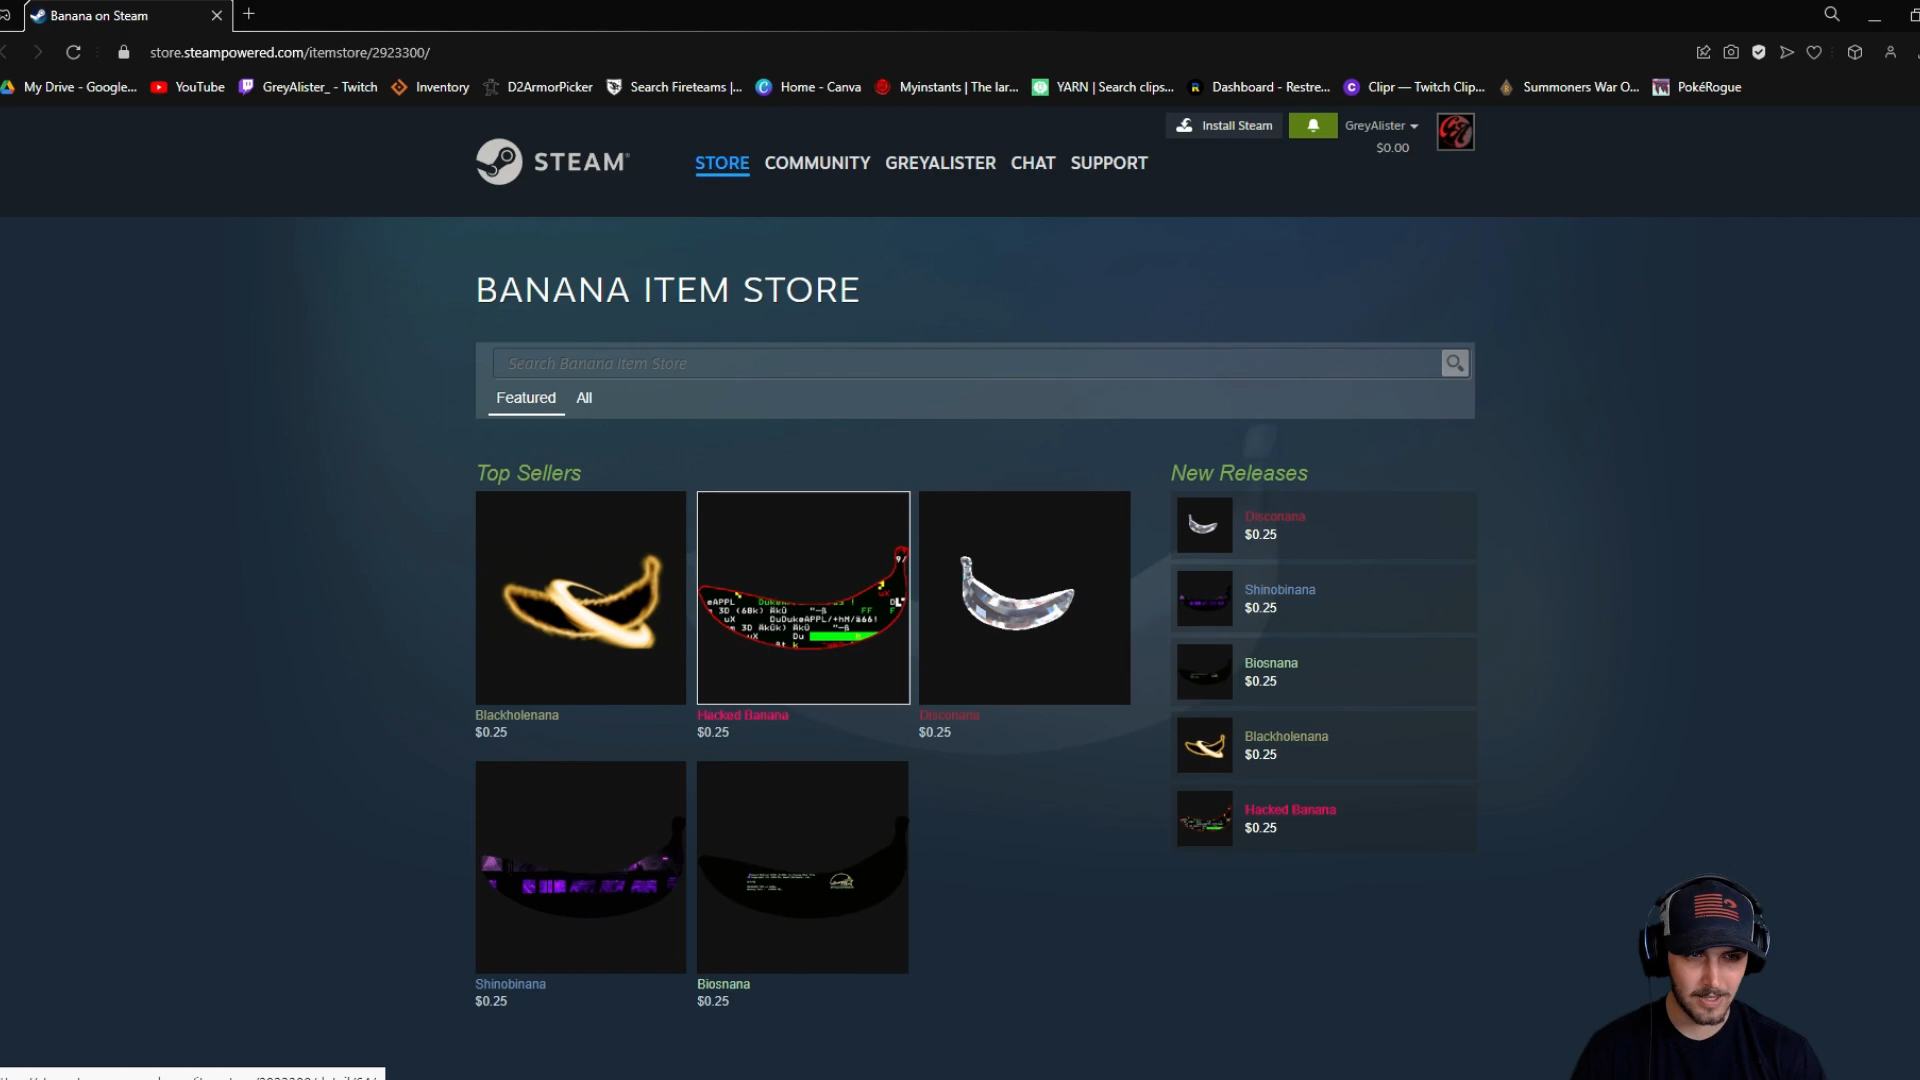 Banana on Steam
store.steampowered.com/itemstore/2923300/
My Drive - Google...
YouTube
GreyAlister_ - Twitch
Inventory
D2ArmorPicker
Search Fireteams |...
Home - Canva
Myinstants | The lar...
YARN | Search clips...
Dashboard - Restre...
Clipr — Twitch Clip...
Summoners War O...
PokéRogue
Install Steam
GreyAlister
$0.00
STEAM
STORE
COMMUNITY
GREYALISTER
CHAT
SUPPORT
BANANA ITEM STORE
Search Banana Item Store
Featured
All
Top Sellers
Blackholenana
$0.25
Hacked Banana
$0.25
Disconana
$0.25
Shinobinana
$0.25
Biosnana
$0.25
New Releases
Disconana
$0.25
Shinobinana
$0.25
Biosnana
$0.25
Blackholenana
$0.25
Hacked Banana
$0.25